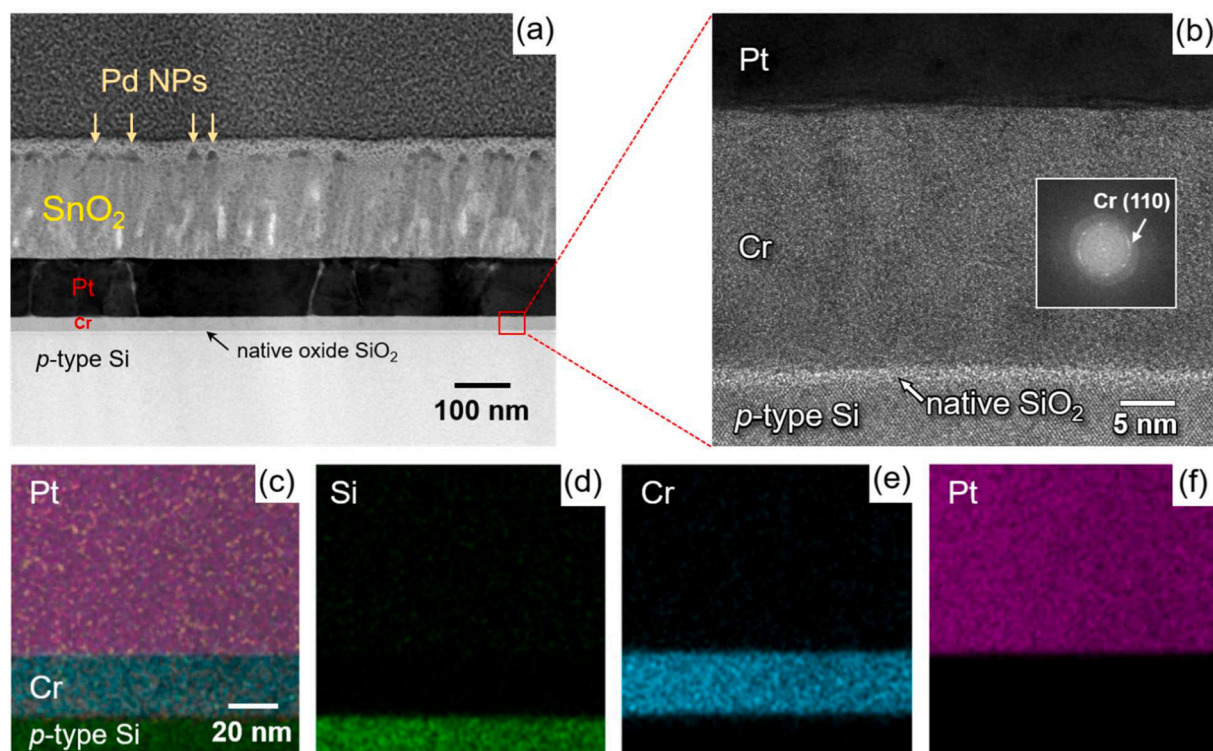 (a)
Pd NPs
SnO₂
Pt
Cr
native oxide SiO₂
p-type Si
100 nm
(b)
Pt
Cr (110)
Cr
native SiO₂
p-type Si
5 nm
(c)
Pt
Cr
20 nm
p-type Si
(d)
Si
(e)
Cr
(f)
Pt